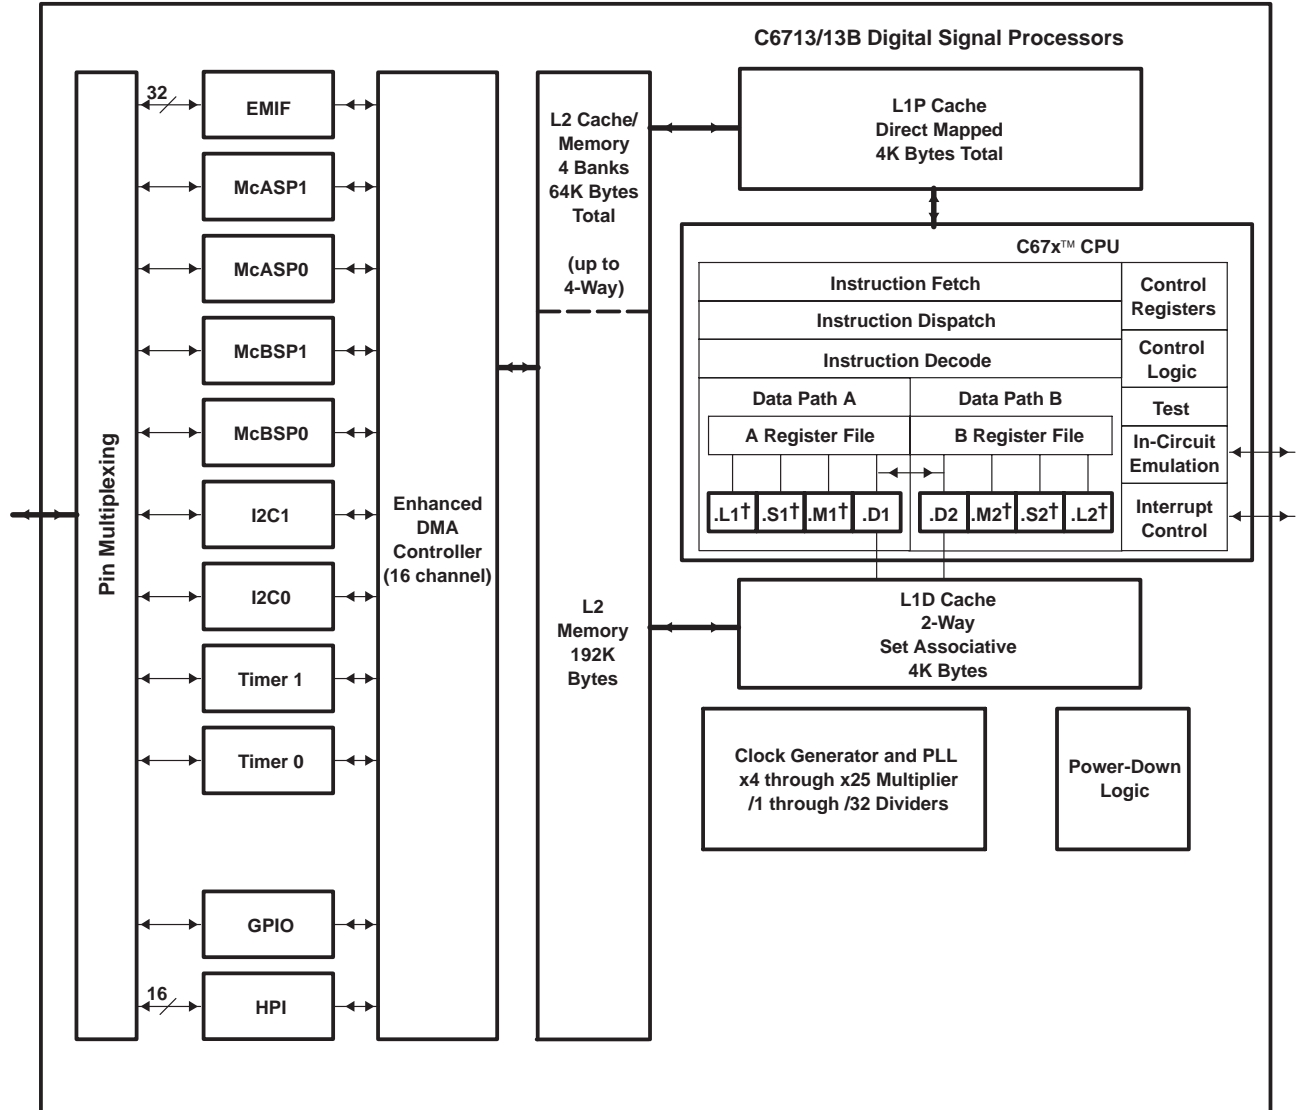 C6713/13B Digital Signal Processors
Pin Multiplexing
32
EMIF
McASP1
McASP0
McBSP1
McBSP0
I2C1
I2C0
Timer 1
Timer 0
GPIO
16
HPI
Enhanced
DMA
Controller
(16 channel)
L2 Cache/
Memory
4 Banks
64K Bytes
Total
(up to
4-Way)
L2
Memory
192K
Bytes
L1P Cache
Direct Mapped
4K Bytes Total
C67x™ CPU
Instruction Fetch
Instruction Dispatch
Instruction Decode
Data Path A
Data Path B
A Register File
B Register File
.L1† .S1† .M1† .D1
.D2 .M2† .S2† .L2†
Control
Registers
Control
Logic
Test
In-Circuit
Emulation
Interrupt
Control
L1D Cache
2-Way
Set Associative
4K Bytes
Clock Generator and PLL
x4 through x25 Multiplier
/1 through /32 Dividers
Power-Down
Logic